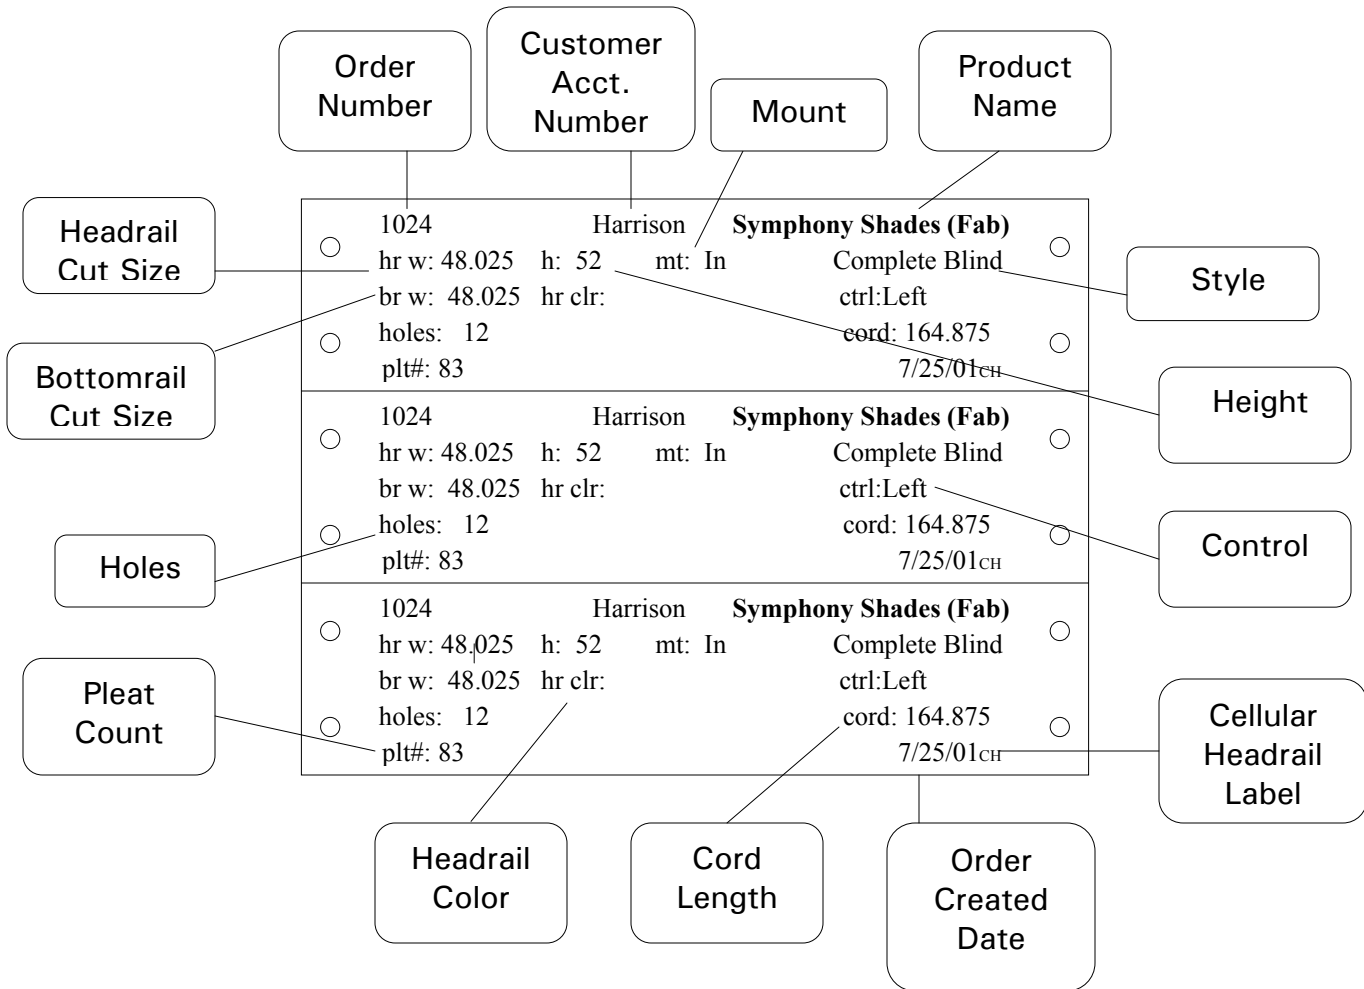 Order
Number
Customer
Acct.
Number
Mount
Product
Name
Headrail
Cut Size
Bottomrail
Cut Size
Holes
Pleat
Count
1024 Harrison Symphony Shades (Fab)
hr w: 48.025 h: 52 mt: In Complete Blind
br w: 48.025 hr clr: ctrl:Left
holes: 12 cord: 164.875
plt#: 83 7/25/01CH
1024 Harrison Symphony Shades (Fab)
hr w: 48.025 h: 52 mt: In Complete Blind
br w: 48.025 hr clr: ctrl:Left
holes: 12 cord: 164.875
plt#: 83 7/25/01CH
1024 Harrison Symphony Shades (Fab)
hr w: 48.025 h: 52 mt: In Complete Blind
br w: 48.025 hr clr: ctrl:Left
holes: 12 cord: 164.875
plt#: 83 7/25/01CH
Style
Height
Control
Cellular
Headrail
Label
Headrail
Color
Cord
Length
Order
Created
Date